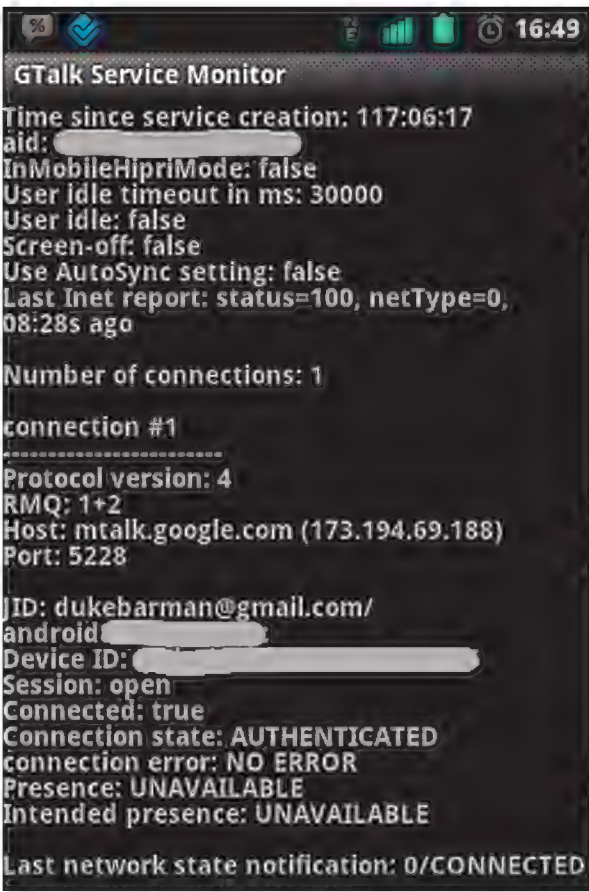 %
16:49
GTalk Service Monitor
Time since service creation: 117:06:17
aid:
InMobileHipriMode: false
User idle timeout in ms: 30000
User idle: false
Screen-off: false
Use AutoSync setting: false
Last Inet report: status=100, netType=0,
08:28s ago
Number of connections: 1
connection #1
------------------------
Protocol version: 4
RMQ: 1+2
Host: mtalk.google.com (173.194.69.188)
Port: 5228
JID: dukebarman@gmail.com/
android
Device ID:
Session: open
Connected: true
Connection state: AUTHENTICATED
connection error: NO ERROR
Presence: UNAVAILABLE
Intended presence: UNAVAILABLE
Last network state notification: 0/CONNECTED